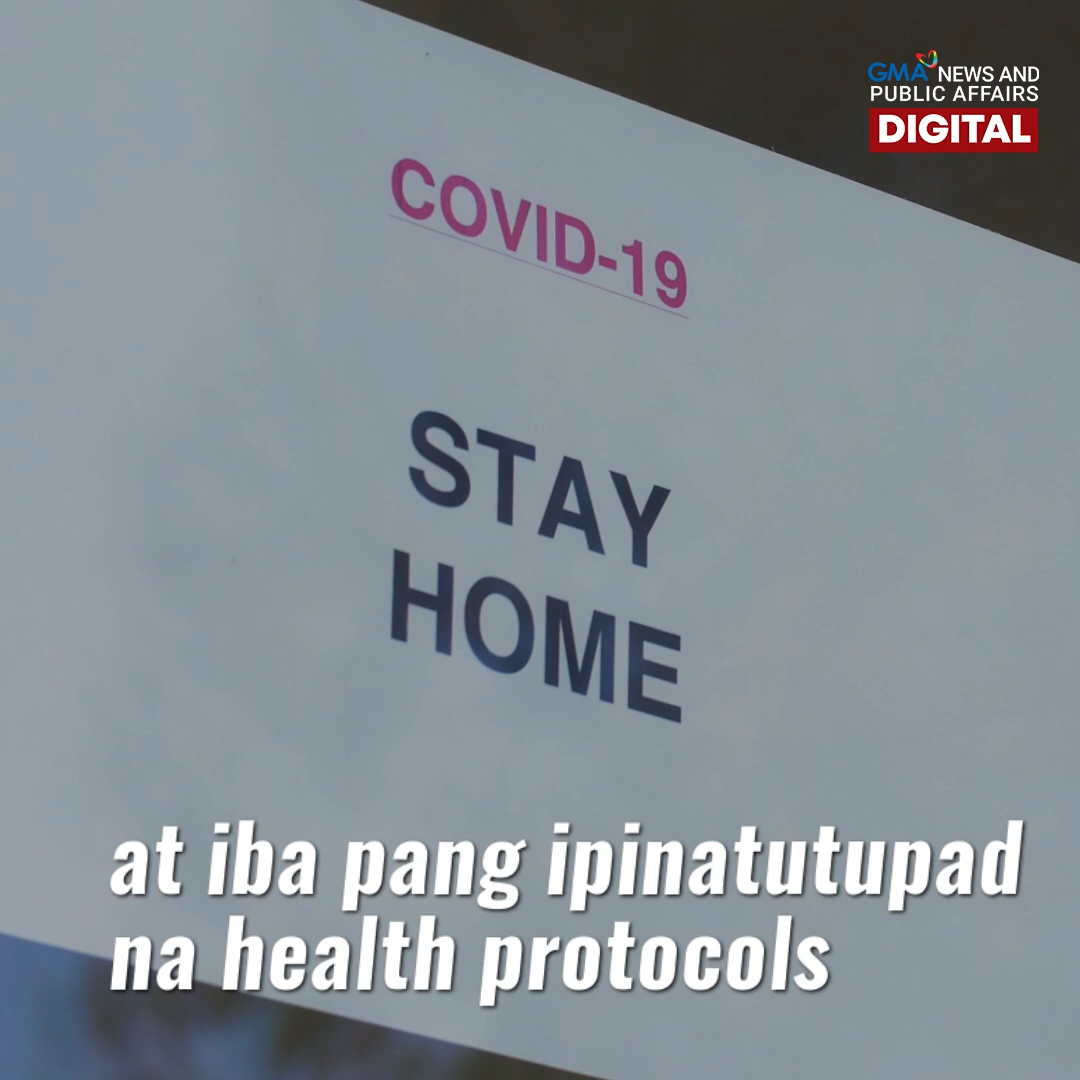 GMA NEWS AND
PUBLIC AFFAIRS
DIGITAL
COVID-19
STAY
HOME
at iba pang ipinatutupad
na health protocols